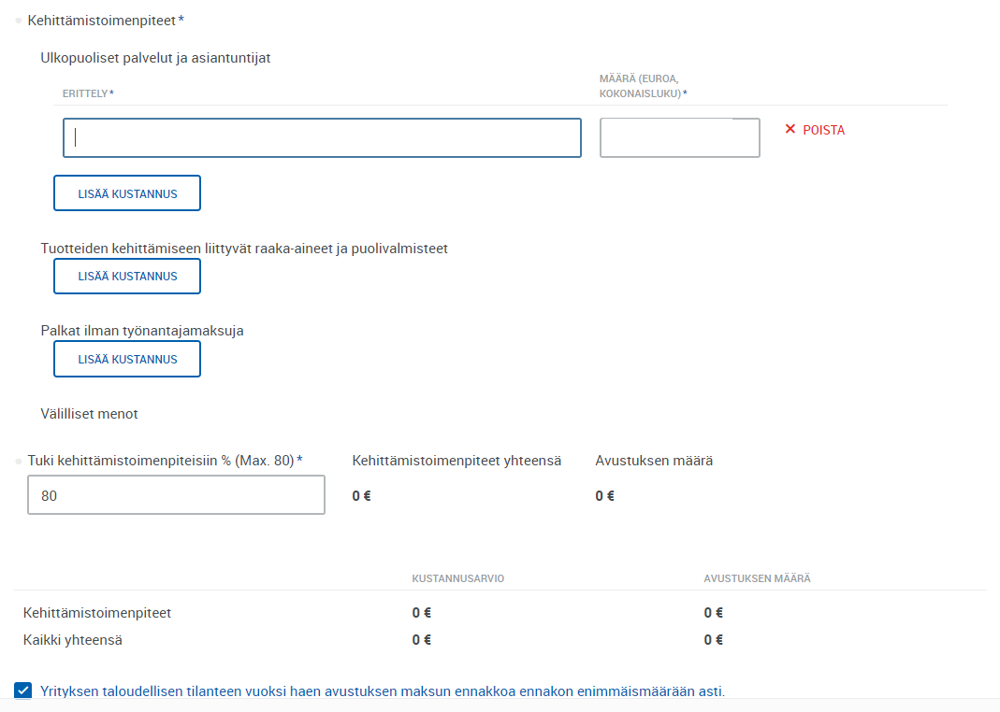 Kehittämistoimenpiteet *
Ulkopuoliset palvelut ja asiantuntijat
ERITTELY *
MÄÄRÄ (EUROA,
KOKONAISLUKU) *
POISTA
LISÄÄ KUSTANNUS
Tuotteiden kehittämiseen liittyvät raaka-aineet ja puolivalmisteet
LISÄÄ KUSTANNUS
Palkat ilman työnantajamaksuja
LISÄÄ KUSTANNUS
Välilliset menot
Tuki kehittämistoimenpiteisiin % (Max. 80) * Kehittämistoimenpiteet yhteensä Avustuksen määrä
80 0 € 0 €
KUSTANNUSARVIO AVUSTUKSEN MÄÄRÄ
Kehittämistoimenpiteet 0 € 0 €
Kaikki yhteensä 0 € 0 €
Yrityksen taloudellisen tilanteen vuoksi haen avustuksen maksun ennakkoa ennakon enimmäismäärään asti.